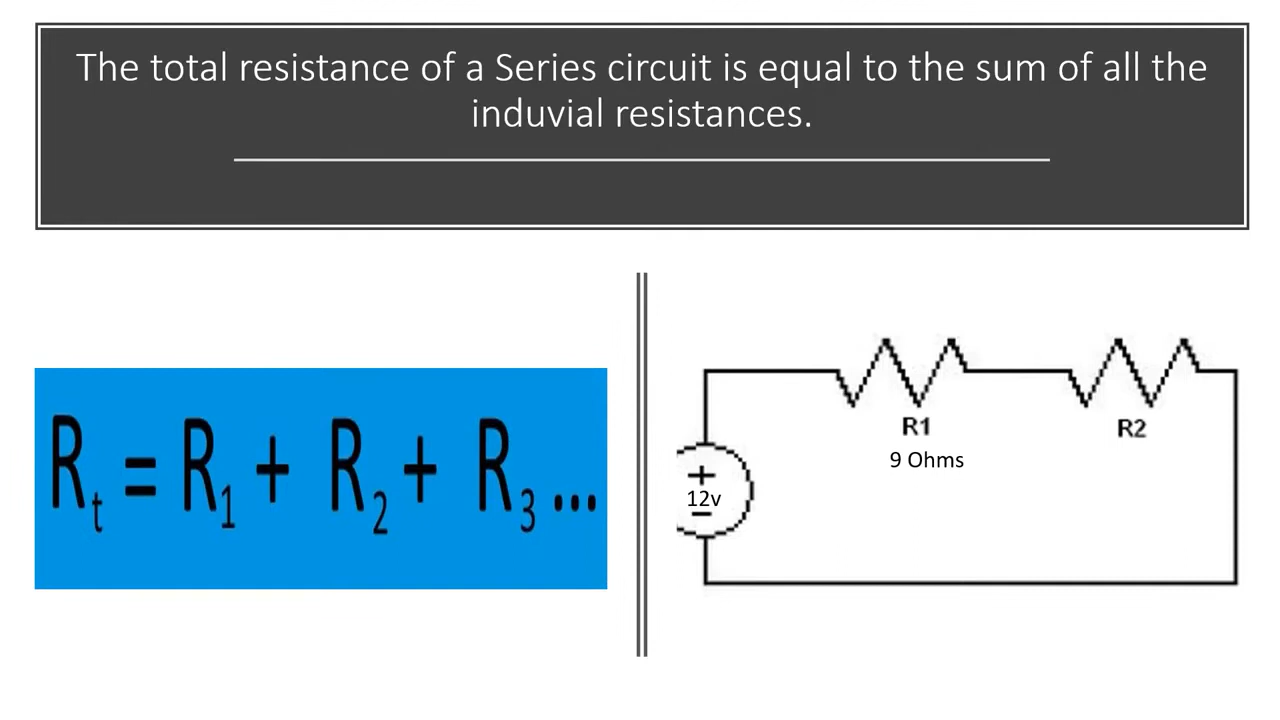 The total resistance of a Series circuit is equal to the sum of all the
induvial resistances.
Rt = R1 + R2 + R3 ...
R1
R2
9 Ohms
+
12v
−